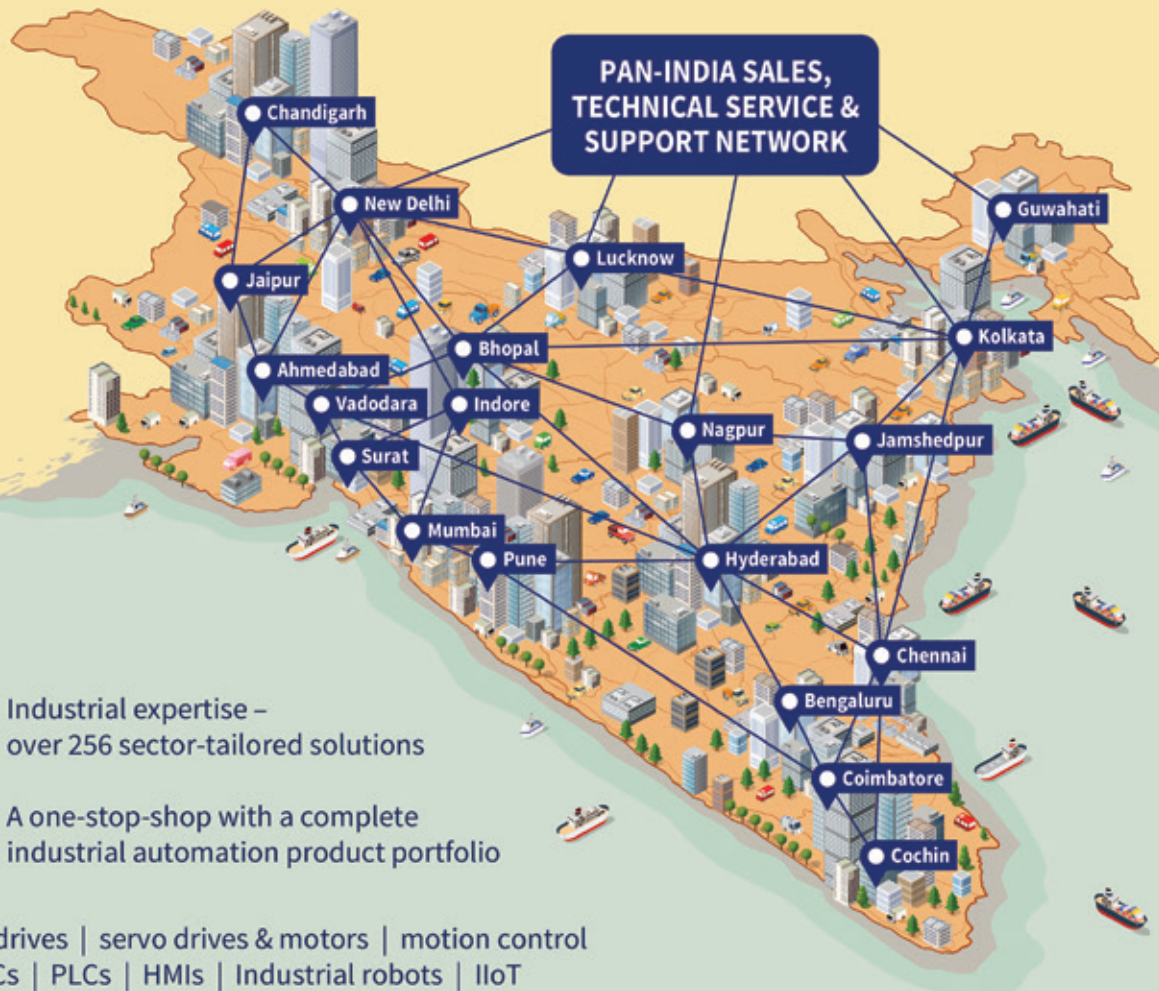 PAN-INDIA SALES,
TECHNICAL SERVICE &
SUPPORT NETWORK
Chandigarh
New Delhi
Guwahati
Lucknow
Jaipur
Kolkata
Bhopal
Ahmedabad
Vadodara
Indore
Nagpur
Jamshedpur
Surat
Mumbai
Pune
Hyderabad
Chennai
Bengaluru
Coimbatore
Cochin
Industrial expertise –
over 256 sector-tailored solutions
A one-stop-shop with a complete
industrial automation product portfolio
drives | servo drives & motors | motion control
Cs | PLCs | HMIs | Industrial robots | IIoT